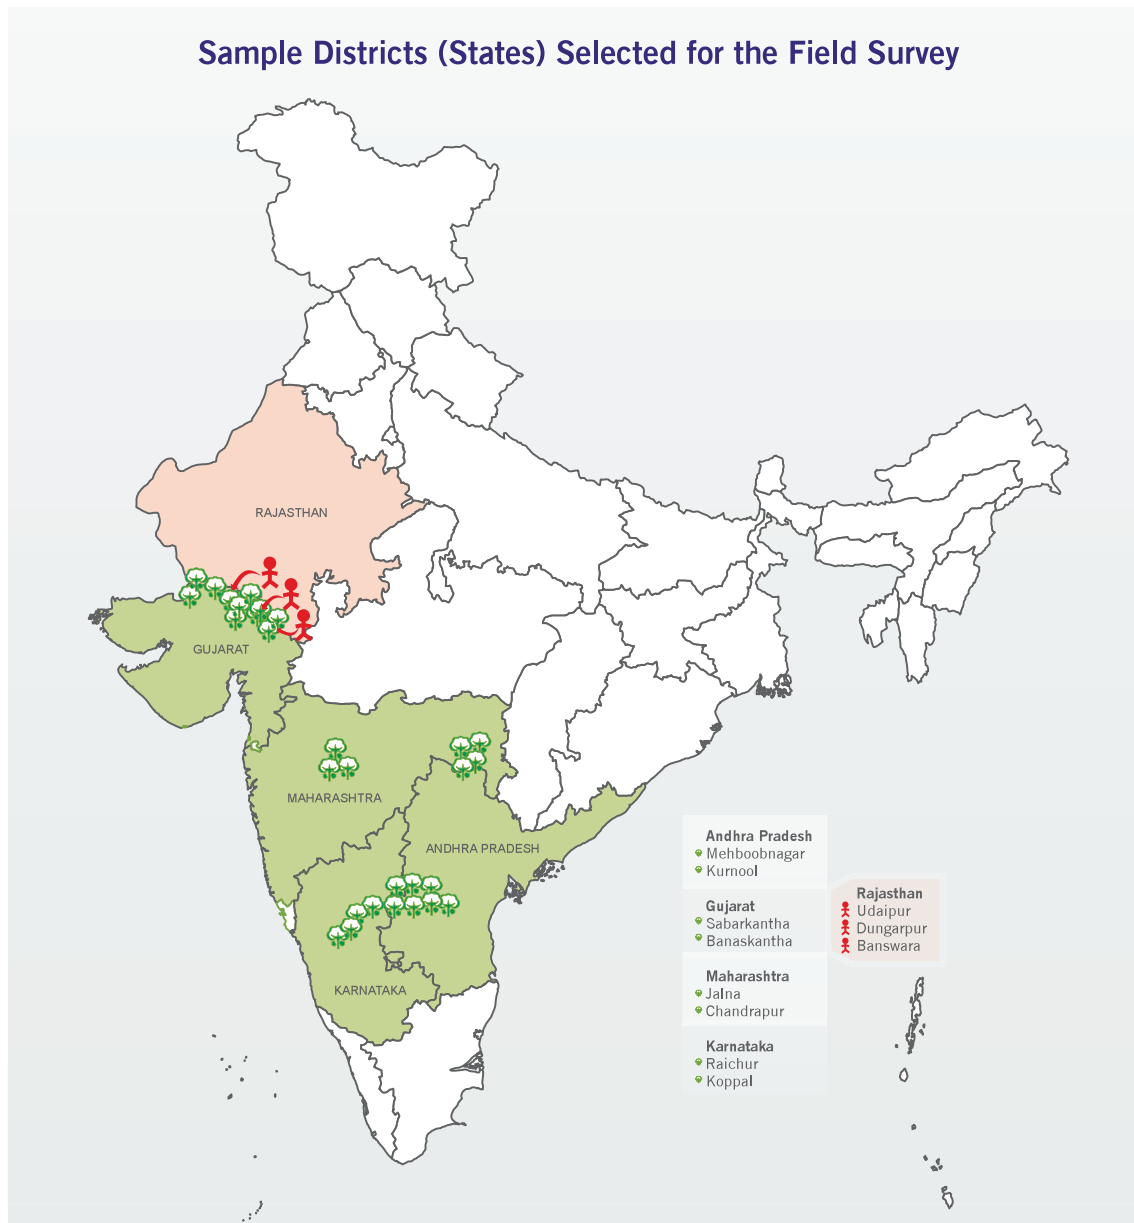 Sample Districts (States) Selected for the Field Survey
RAJASTHAN
GUJARAT
MAHARASHTRA
ANDHRA PRADESH
KARNATAKA
Andhra Pradesh
Mehboobnagar
Kurnool
Gujarat
Sabarkantha
Banaskantha
Maharashtra
Jalna
Chandrapur
Karnataka
Raichur
Koppal
Rajasthan
Udaipur
Dungarpur
Banswara